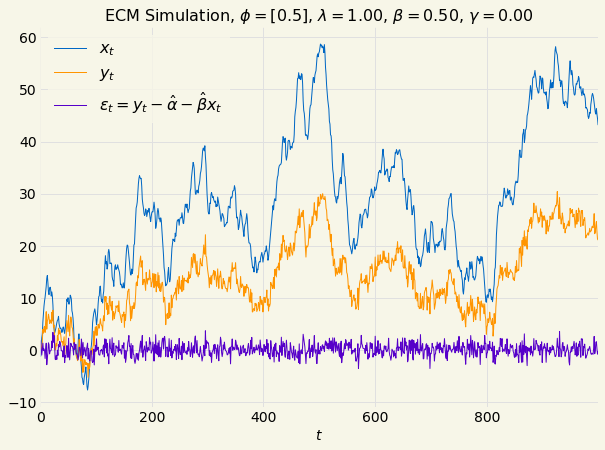 ECM Simulation, ϕ = [0.5], λ = 1.00, β = 0.50, γ = 0.00
x_t
y_t
ε_t = y_t − α̂ − β̂x_t
60
50
40
30
20
10
0
−10
0 200 400 600 800
t